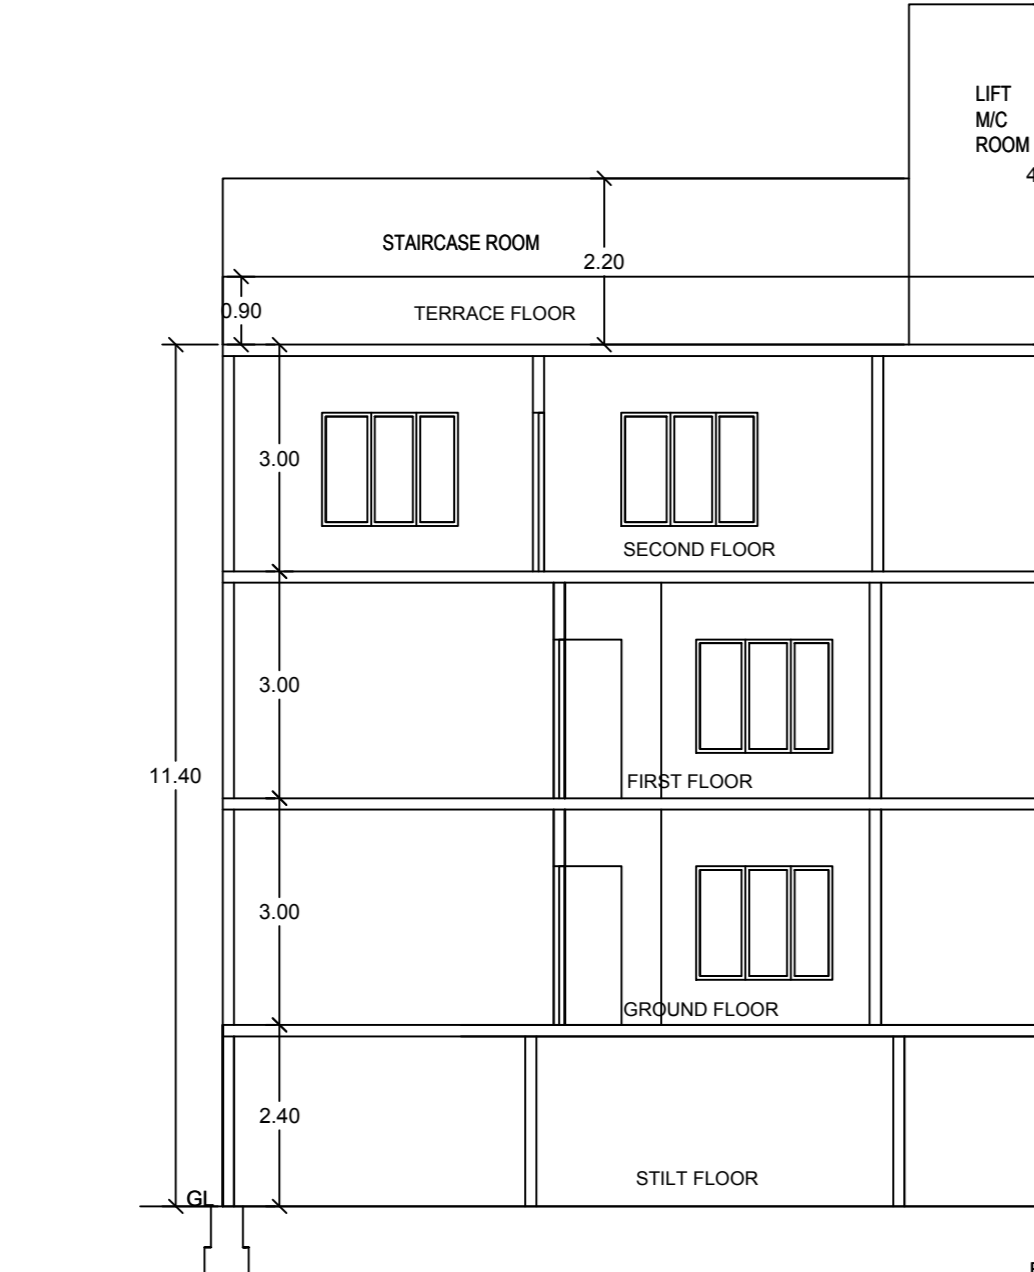 LIFT
M/C
ROOM
4
STAIRCASE ROOM
2.20
0.90
TERRACE FLOOR
3.00
SECOND FLOOR
3.00
11.40
FIRST FLOOR
3.00
GROUND FLOOR
2.40
STILT FLOOR
GL